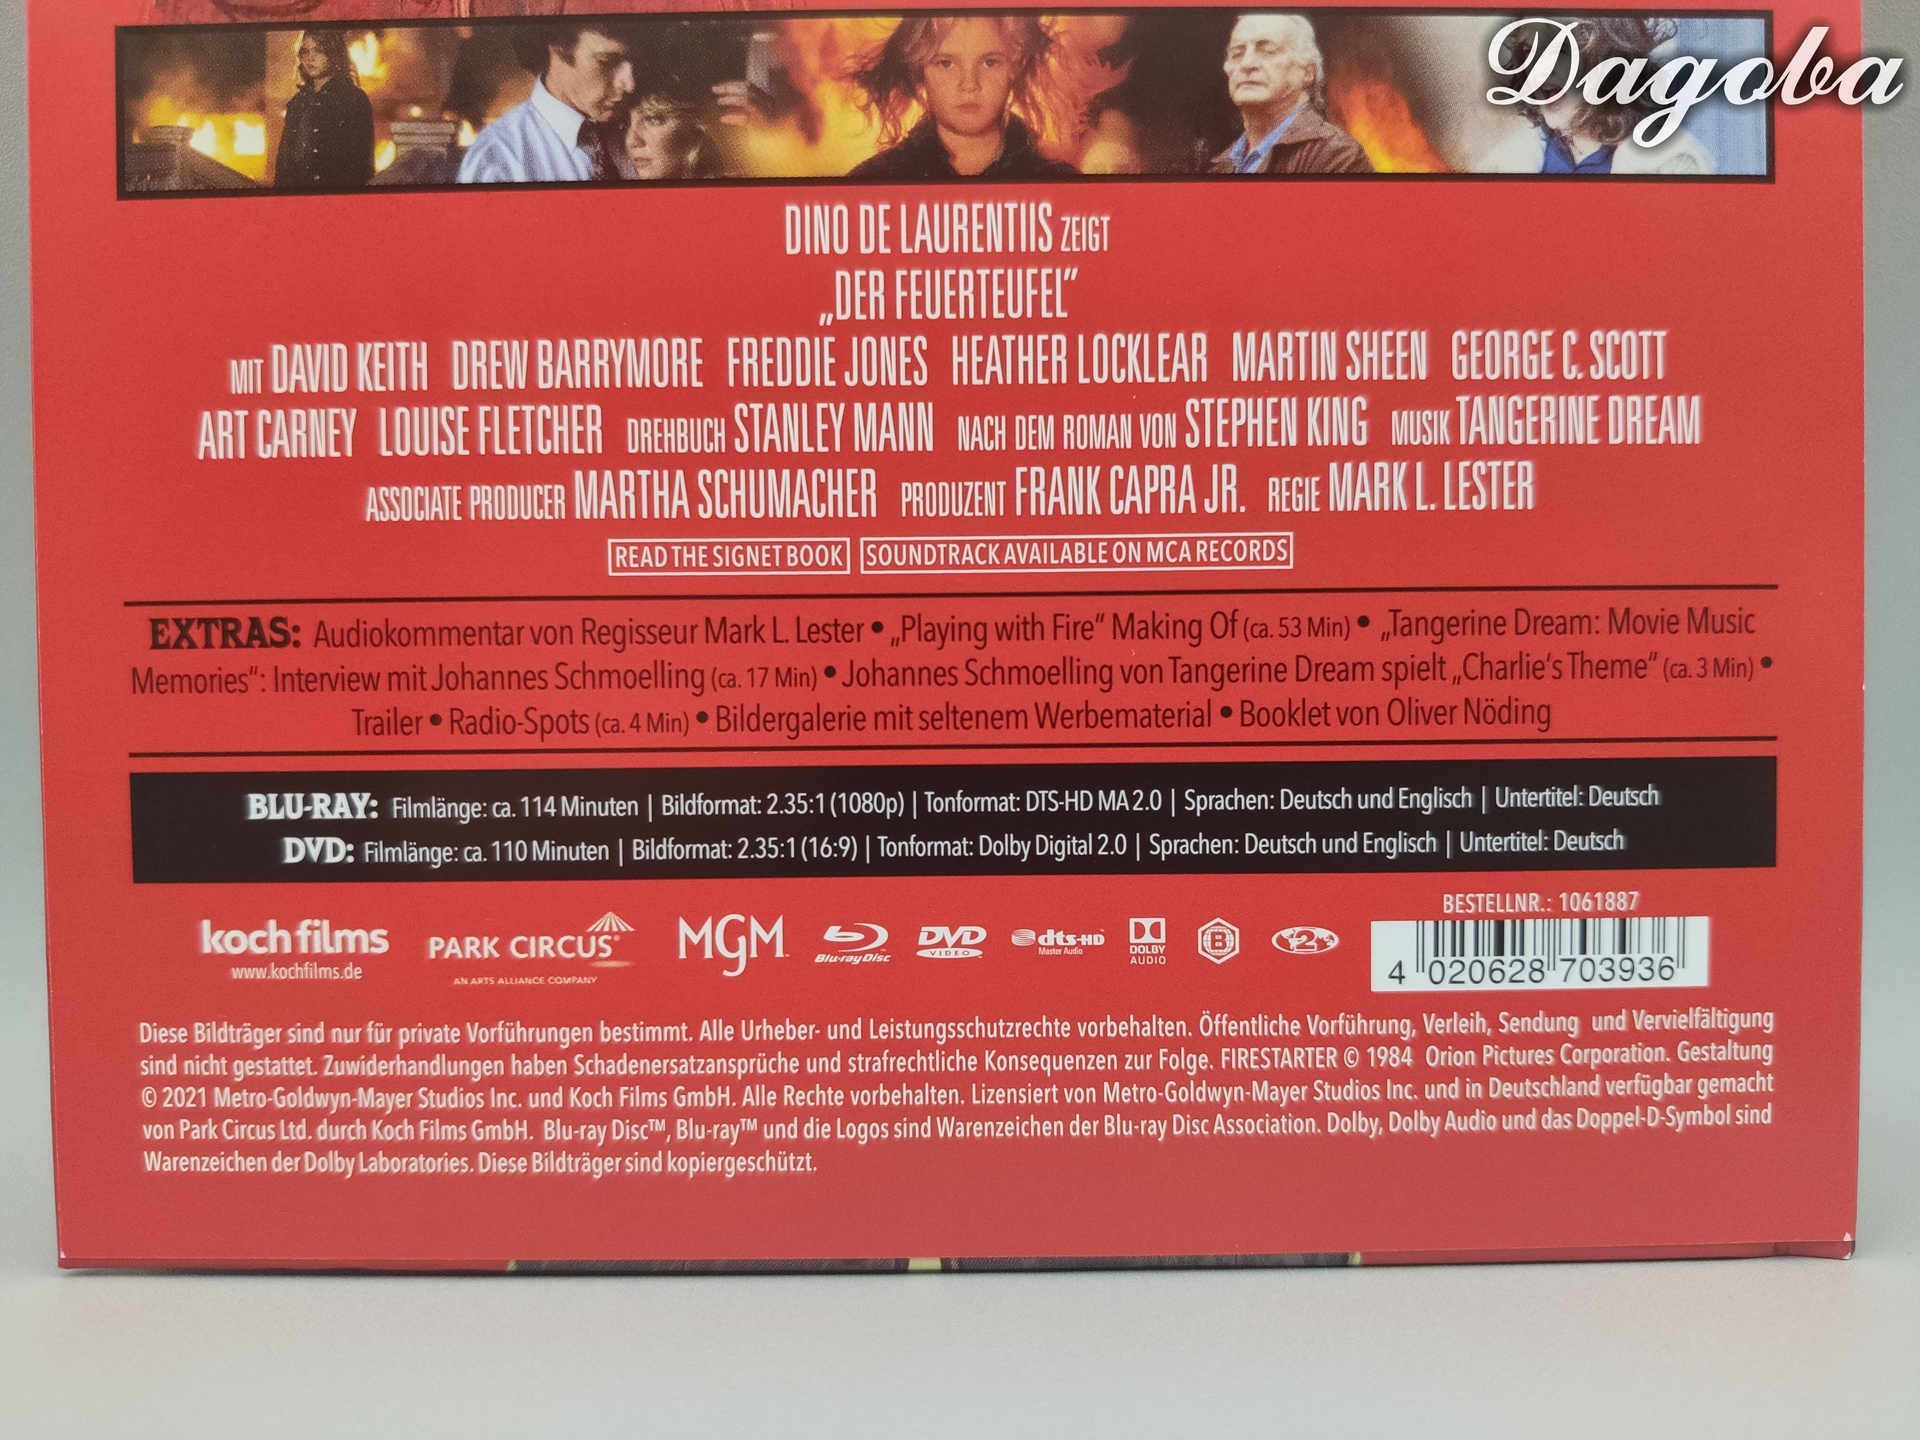 Dagoba
DINO DE LAURENTIIS ZEIGT
„DER FEUERTEUFEL”
MIT DAVID KEITH DREW BARRYMORE FREDDIE JONES HEATHER LOCKLEAR MARTIN SHEEN GEORGE C. SCOTT
ART CARNEY LOUISE FLETCHER DREHBUCH STANLEY MANN NACH DEM ROMAN VON STEPHEN KING MUSIK TANGERINE DREAM
ASSOCIATE PRODUCER MARTHA SCHUMACHER PRODUZENT FRANK CAPRA JR. REGIE MARK L. LESTER
READ THE SIGNET BOOK SOUNDTRACK AVAILABLE ON MCA RECORDS
EXTRAS: Audiokommentar von Regisseur Mark L. Lester • „Playing with Fire” Making Of (ca. 53 Min) • „Tangerine Dream: Movie Music
Memories“: Interview mit Johannes Schmoelling (ca. 17 Min) • Johannes Schmoelling von Tangerine Dream spielt „Charlie's Theme” (ca. 3 Min) •
Trailer • Radio-Spots (ca. 4 Min) • Bildergalerie mit seltenem Werbematerial • Booklet von Oliver Nöding
BLU-RAY: Filmlänge: ca. 114 Minuten | Bildformat: 2.35:1 (1080p) | Tonformat: DTS-HD MA 2.0 | Sprachen: Deutsch und Englisch | Untertitel: Deutsch
DVD: Filmlänge: ca. 110 Minuten | Bildformat: 2.35:1 (16:9) | Tonformat: Dolby Digital 2.0 | Sprachen: Deutsch und Englisch | Untertitel: Deutsch
BESTELLNR.: 1061887
koch films PARK CIRCUS MGM Blu-ray Disc DVD VIDEO dts-HD Master Audio DOLBY AUDIO B 2
www.kochfilms.de AN ARTS ALLIANCE COMPANY
4 020628 703936
Diese Bildträger sind nur für private Vorführungen bestimmt. Alle Urheber- und Leistungsschutzrechte vorbehalten. Öffentliche Vorführung, Verleih, Sendung und Vervielfältigung
sind nicht gestattet. Zuwiderhandlungen haben Schadenersatzansprüche und strafrechtliche Konsequenzen zur Folge. FIRESTARTER © 1984 Orion Pictures Corporation. Gestaltung
© 2021 Metro-Goldwyn-Mayer Studios Inc. und Koch Films GmbH. Alle Rechte vorbehalten. Lizensiert von Metro-Goldwyn-Mayer Studios Inc. und in Deutschland verfügbar gemacht
von Park Circus Ltd. durch Koch Films GmbH. Blu-ray Disc™, Blu-ray™ und die Logos sind Warenzeichen der Blu-ray Disc Association. Dolby, Dolby Audio und das Doppel-D-Symbol sind
Warenzeichen der Dolby Laboratories. Diese Bildträger sind kopiergeschützt.